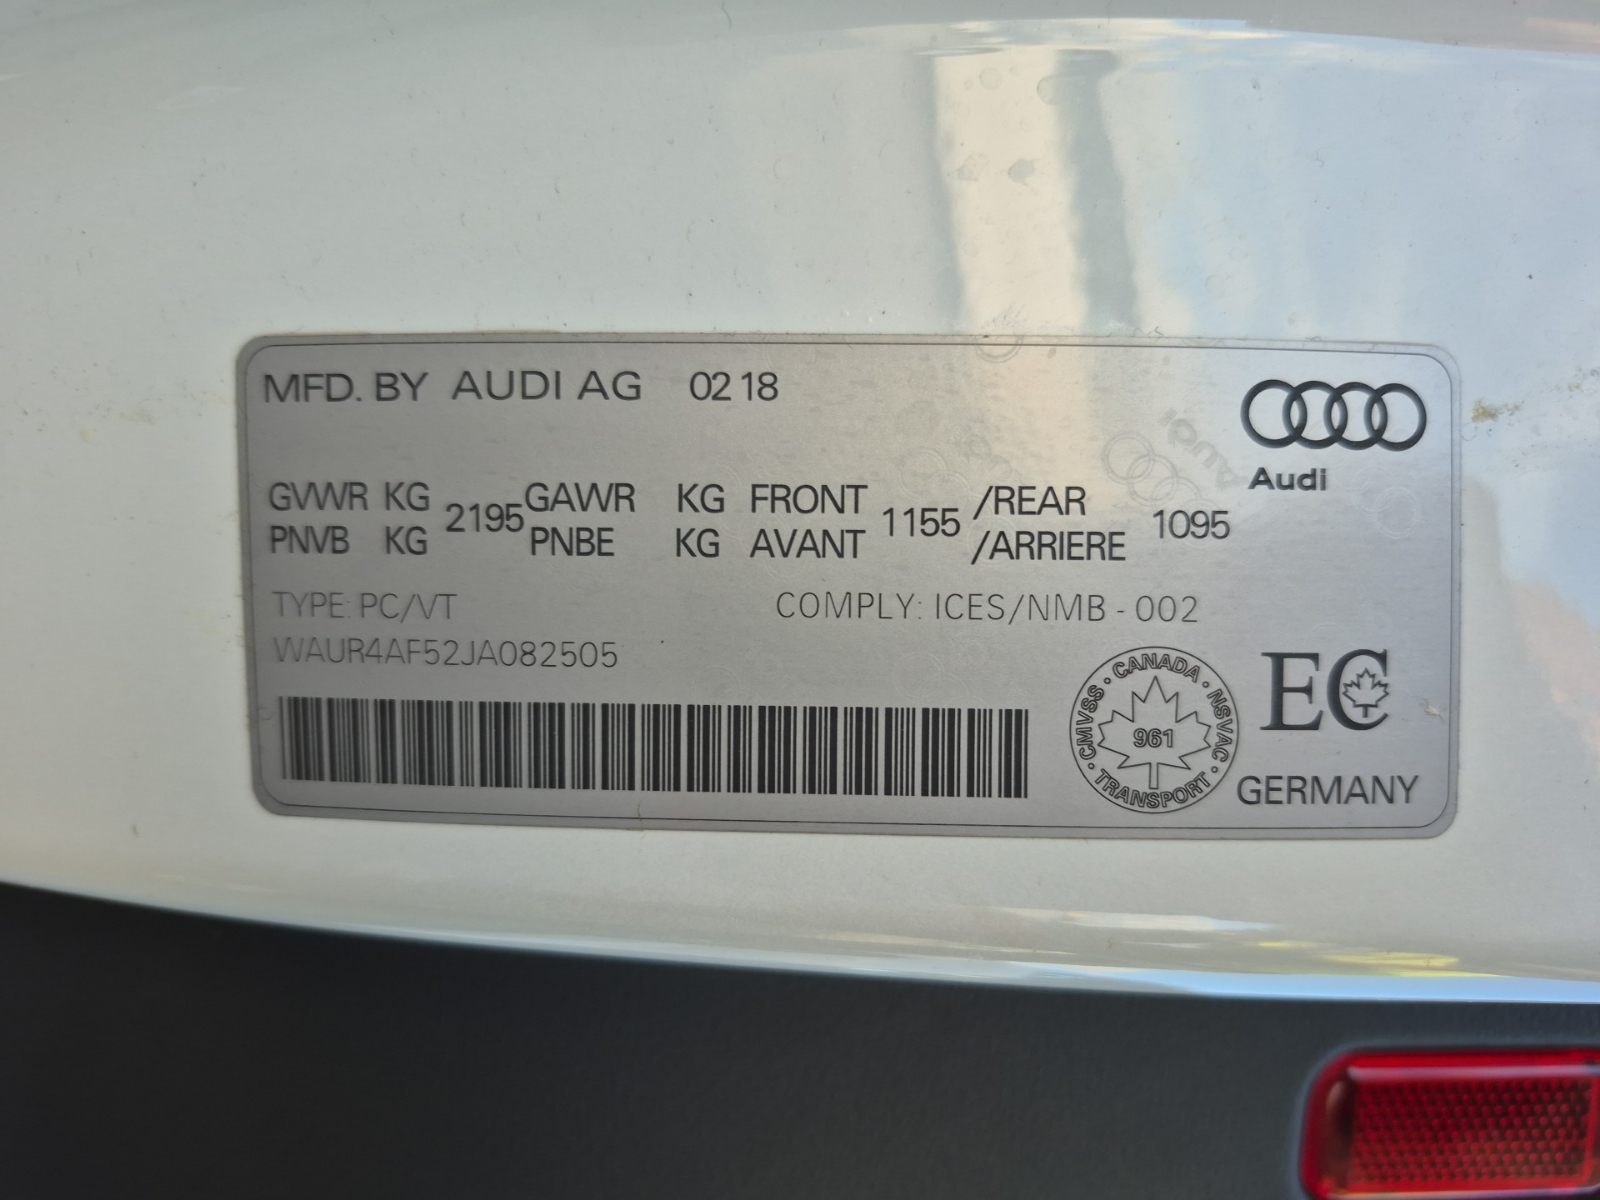 MFD. BY AUDI AG 02 18
Audi
GVWR KG 2195 GAWR KG FRONT 1155 /REAR 1095
PNVB KG PNBE KG AVANT /ARRIERE
TYPE: PC/VT COMPLY: ICES/NMB - 002
WAUR4AF52JA082505
CMVSS · CANADA · NSVAC · TRANSPORT ·
961
EC
GERMANY